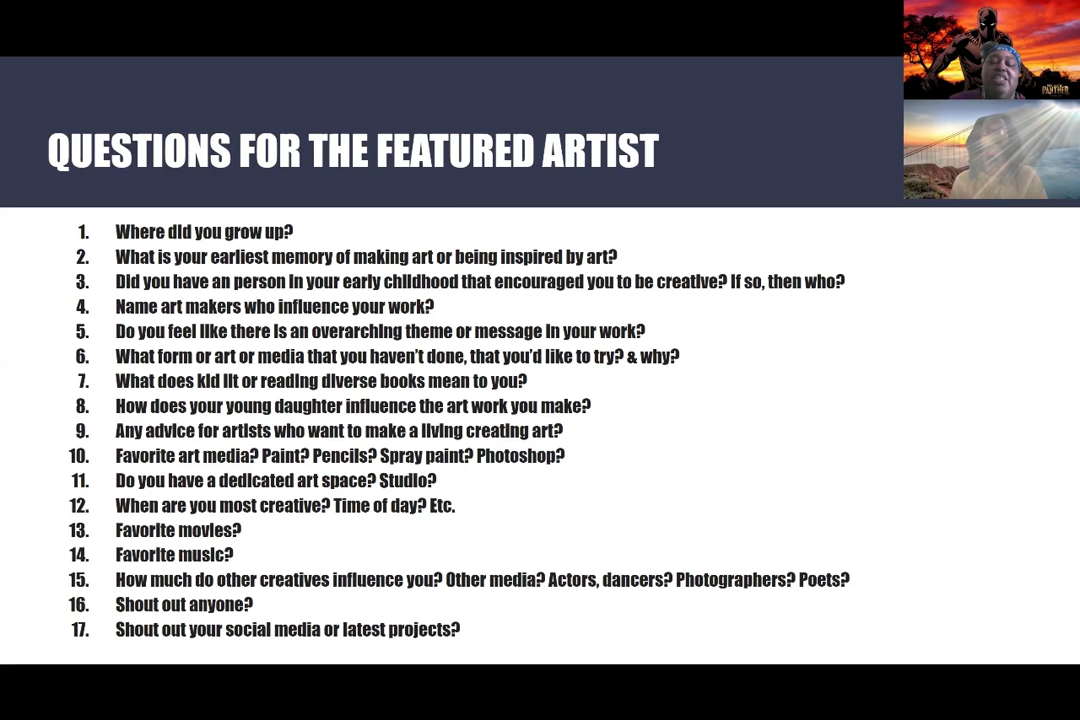 PANTHER
QUESTIONS FOR THE FEATURED ARTIST
1. Where did you grow up?
2. What is your earliest memory of making art or being inspired by art?
3. Did you have an person in your early childhood that encouraged you to be creative? If so, then who?
4. Name art makers who influence your work?
5. Do you feel like there is an overarching theme or message in your work?
6. What form or art or media that you haven't done, that you'd like to try? & why?
7. What does kid lit or reading diverse books mean to you?
8. How does your young daughter influence the art work you make?
9. Any advice for artists who want to make a living creating art?
10. Favorite art media? Paint? Pencils? Spray paint? Photoshop?
11. Do you have a dedicated art space? Studio?
12. When are you most creative? Time of day? Etc.
13. Favorite movies?
14. Favorite music?
15. How much do other creatives influence you? Other media? Actors, dancers? Photographers? Poets?
16. Shout out anyone?
17. Shout out your social media or latest projects?